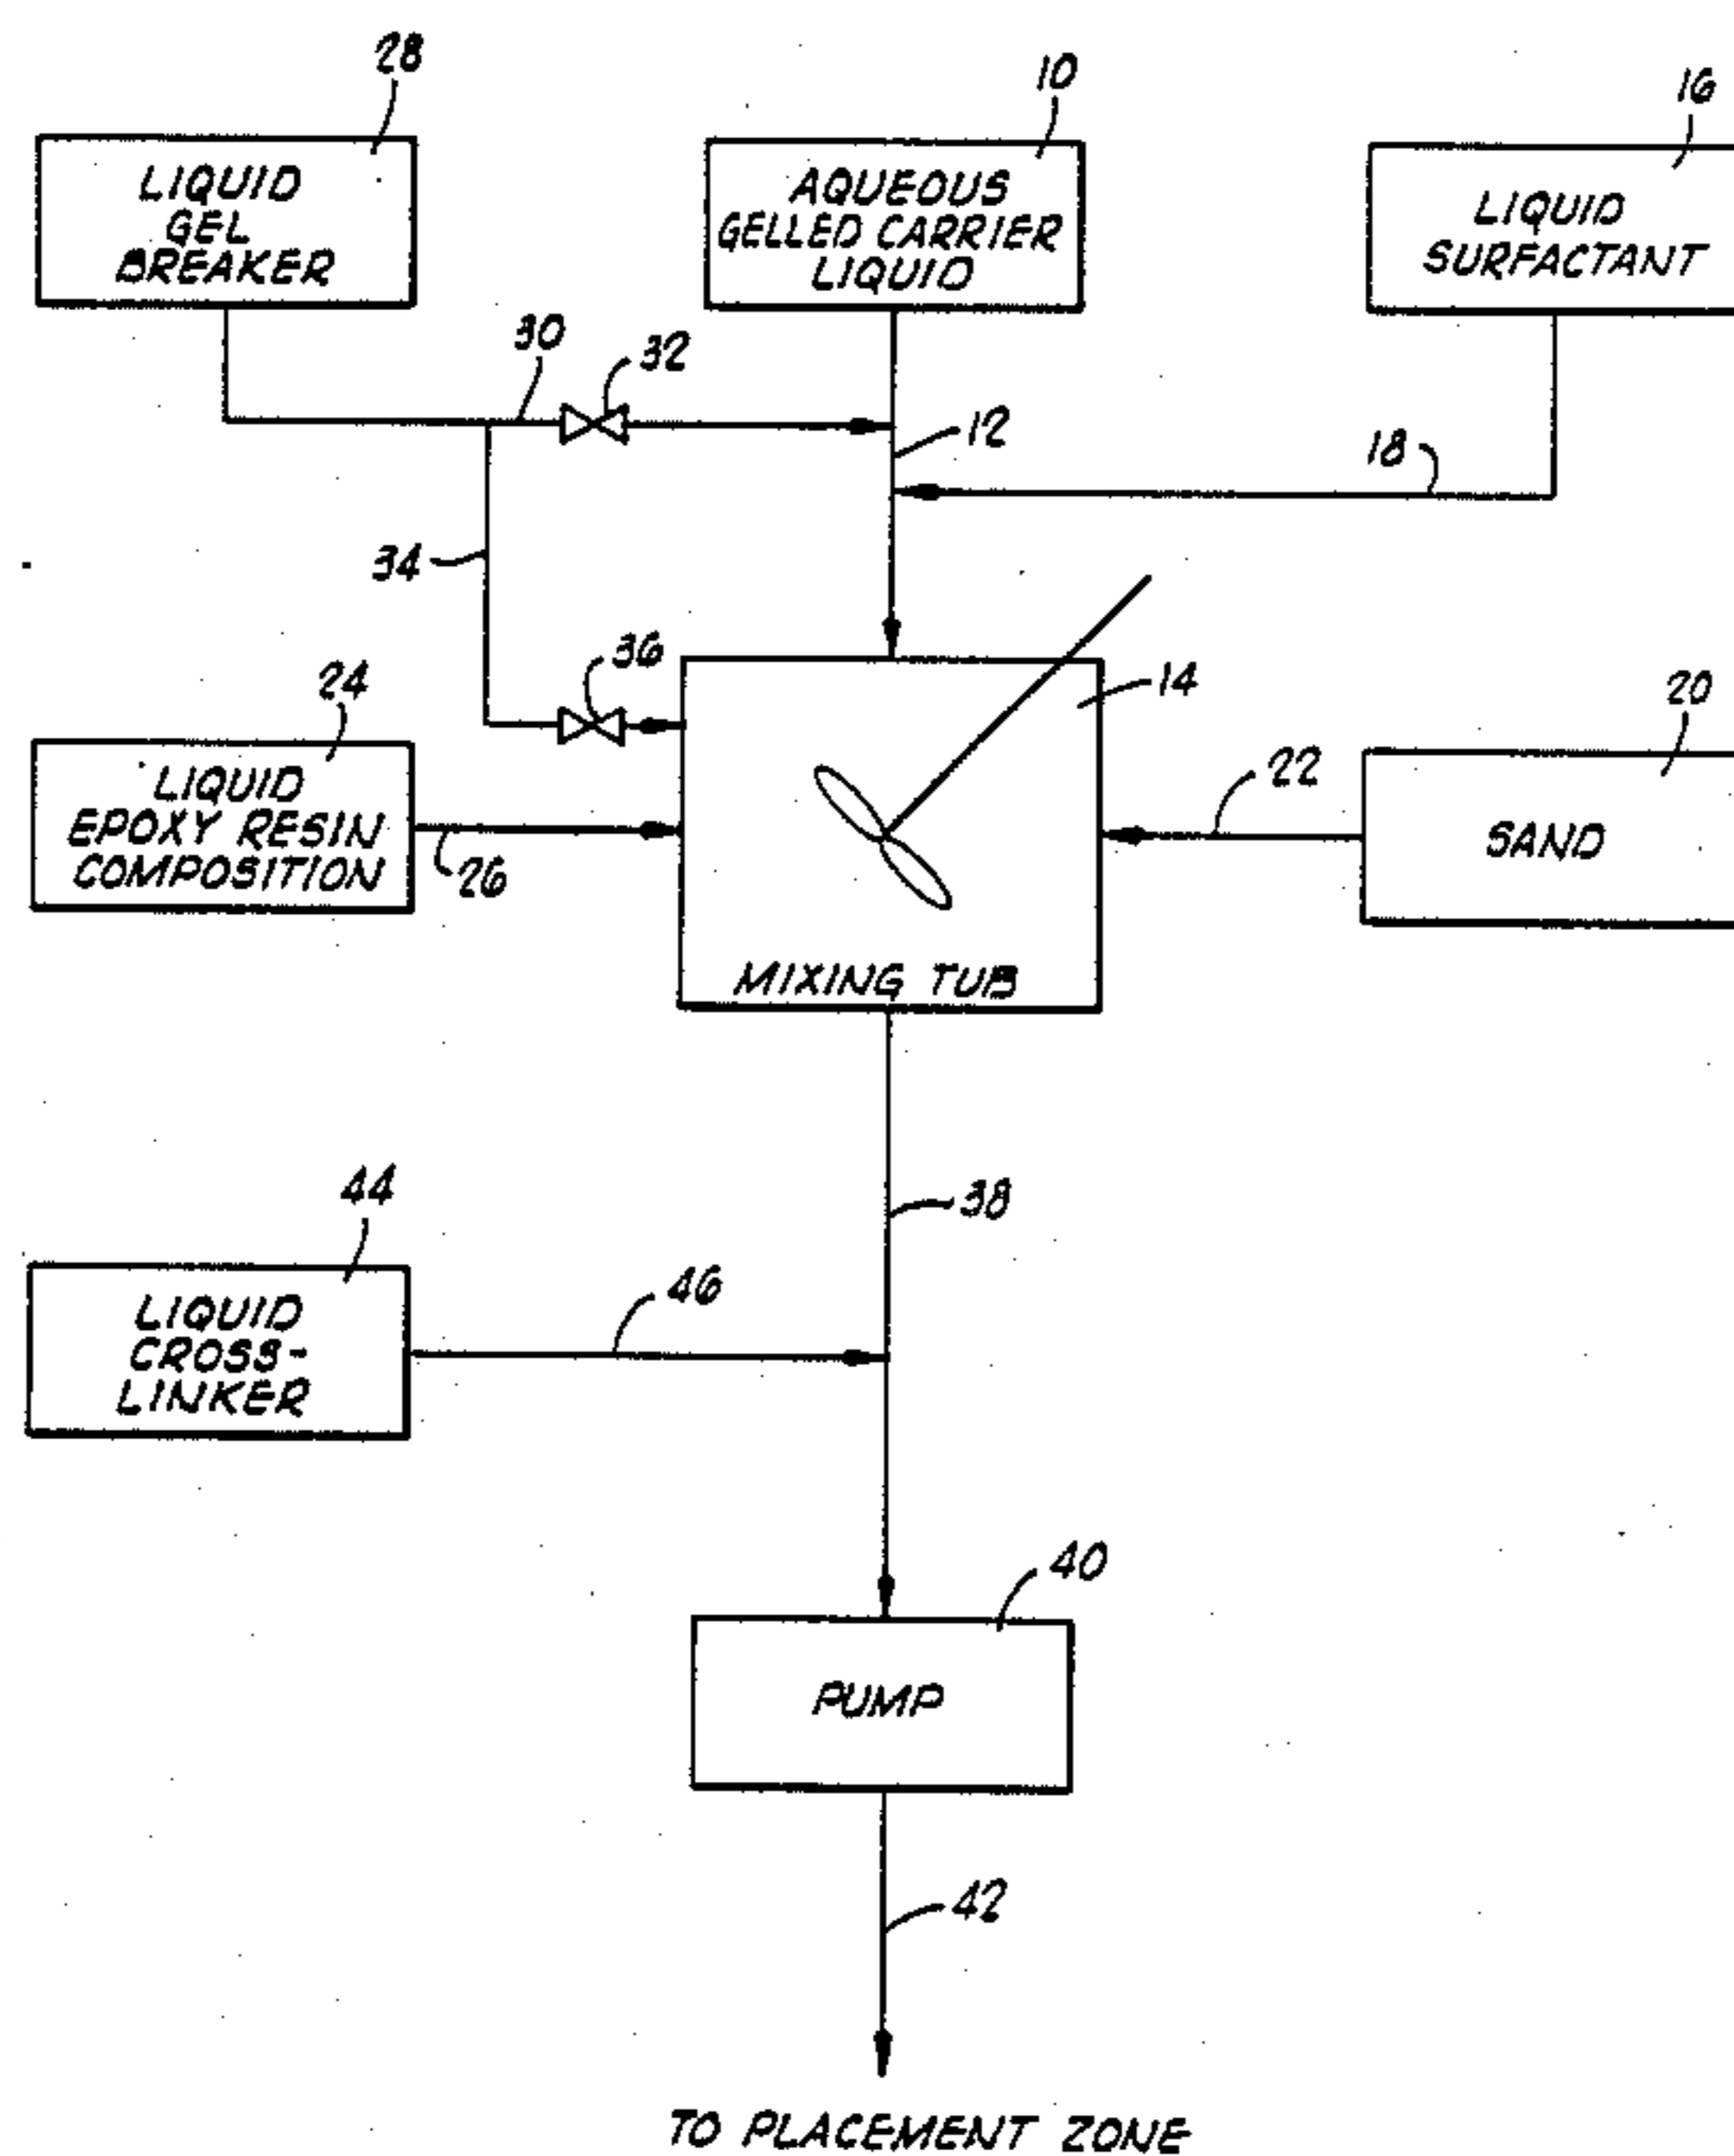 28
10
16
LIQUID
GEL
BREAKER
AQUEOUS
GELLED CARRIER
LIQUID
LIQUID
SURFACTANT
30
32
12
18
34
36
14
24
20
LIQUID
EPOXY RESIN
COMPOSITION
26
22
SAND
MIXING TUB
38
44
46
LIQUID
CROSS-
LINKER
40
PUMP
42
TO PLACEMENT ZONE